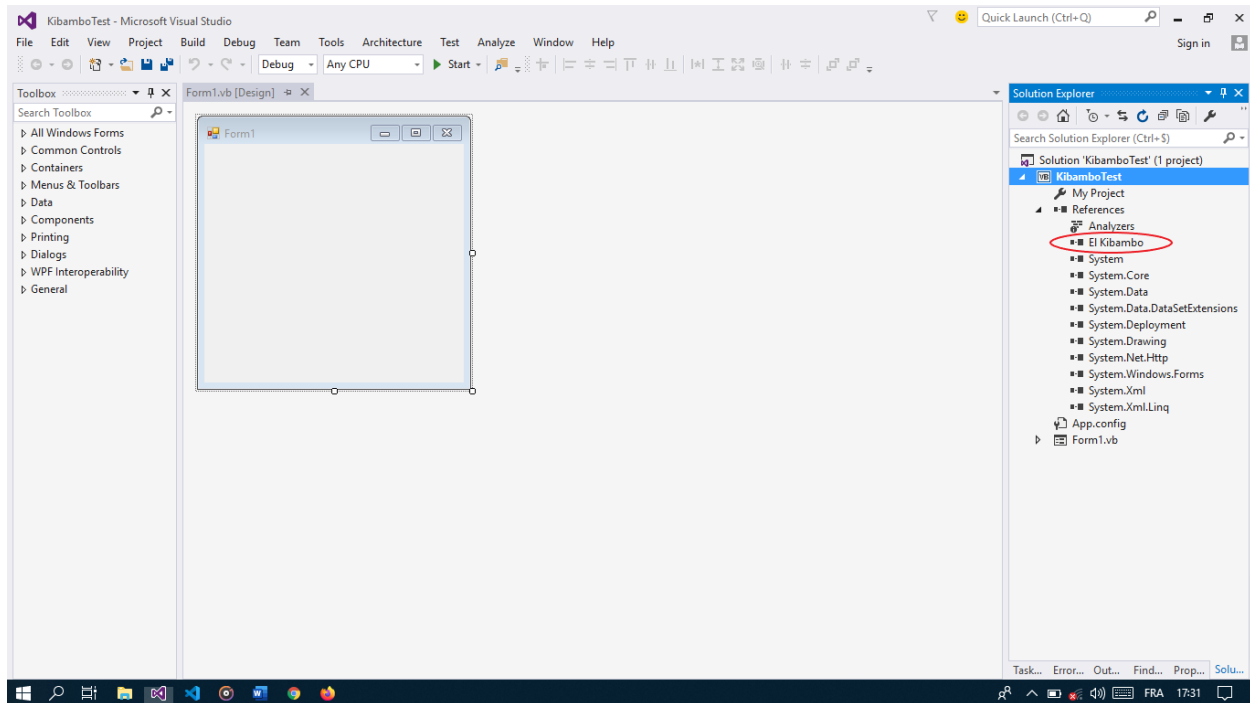 KibamboTest - Microsoft Visual Studio
Quick Launch (Ctrl+Q)
File Edit View Project Build Debug Team Tools Architecture Test Analyze Window Help
Sign in
Debug Any CPU Start
Toolbox
Search Toolbox
All Windows Forms
Common Controls
Containers
Menus & Toolbars
Data
Components
Printing
Dialogs
WPF Interoperability
General
Form1.vb [Design]
Form1
Solution Explorer
Search Solution Explorer (Ctrl+$)
Solution 'KibamboTest' (1 project)
VB KibamboTest
My Project
References
Analyzers
El Kibambo
System
System.Core
System.Data
System.Data.DataSetExtensions
System.Deployment
System.Drawing
System.Net.Http
System.Windows.Forms
System.Xml
System.Xml.Linq
App.config
Form1.vb
Task... Error... Out... Find... Prop... Solu...
FRA 17:31